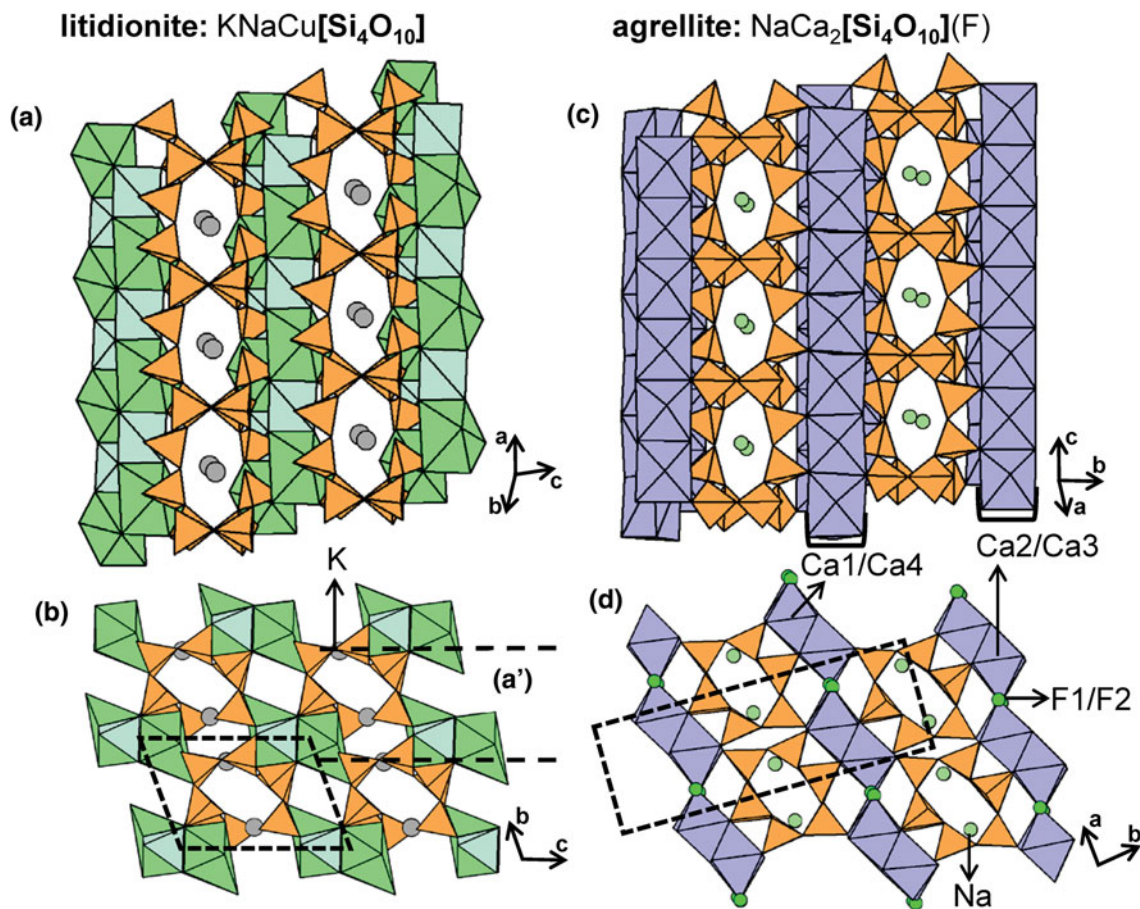 litidionite: KNaCu[Si4O10]
agrellite: NaCa2[Si4O10](F)
(a)
(c)
a
b
c
c
b
a
K
Ca1/Ca4
Ca2/Ca3
(b)
(d)
(a')
F1/F2
b
c
a
b
Na